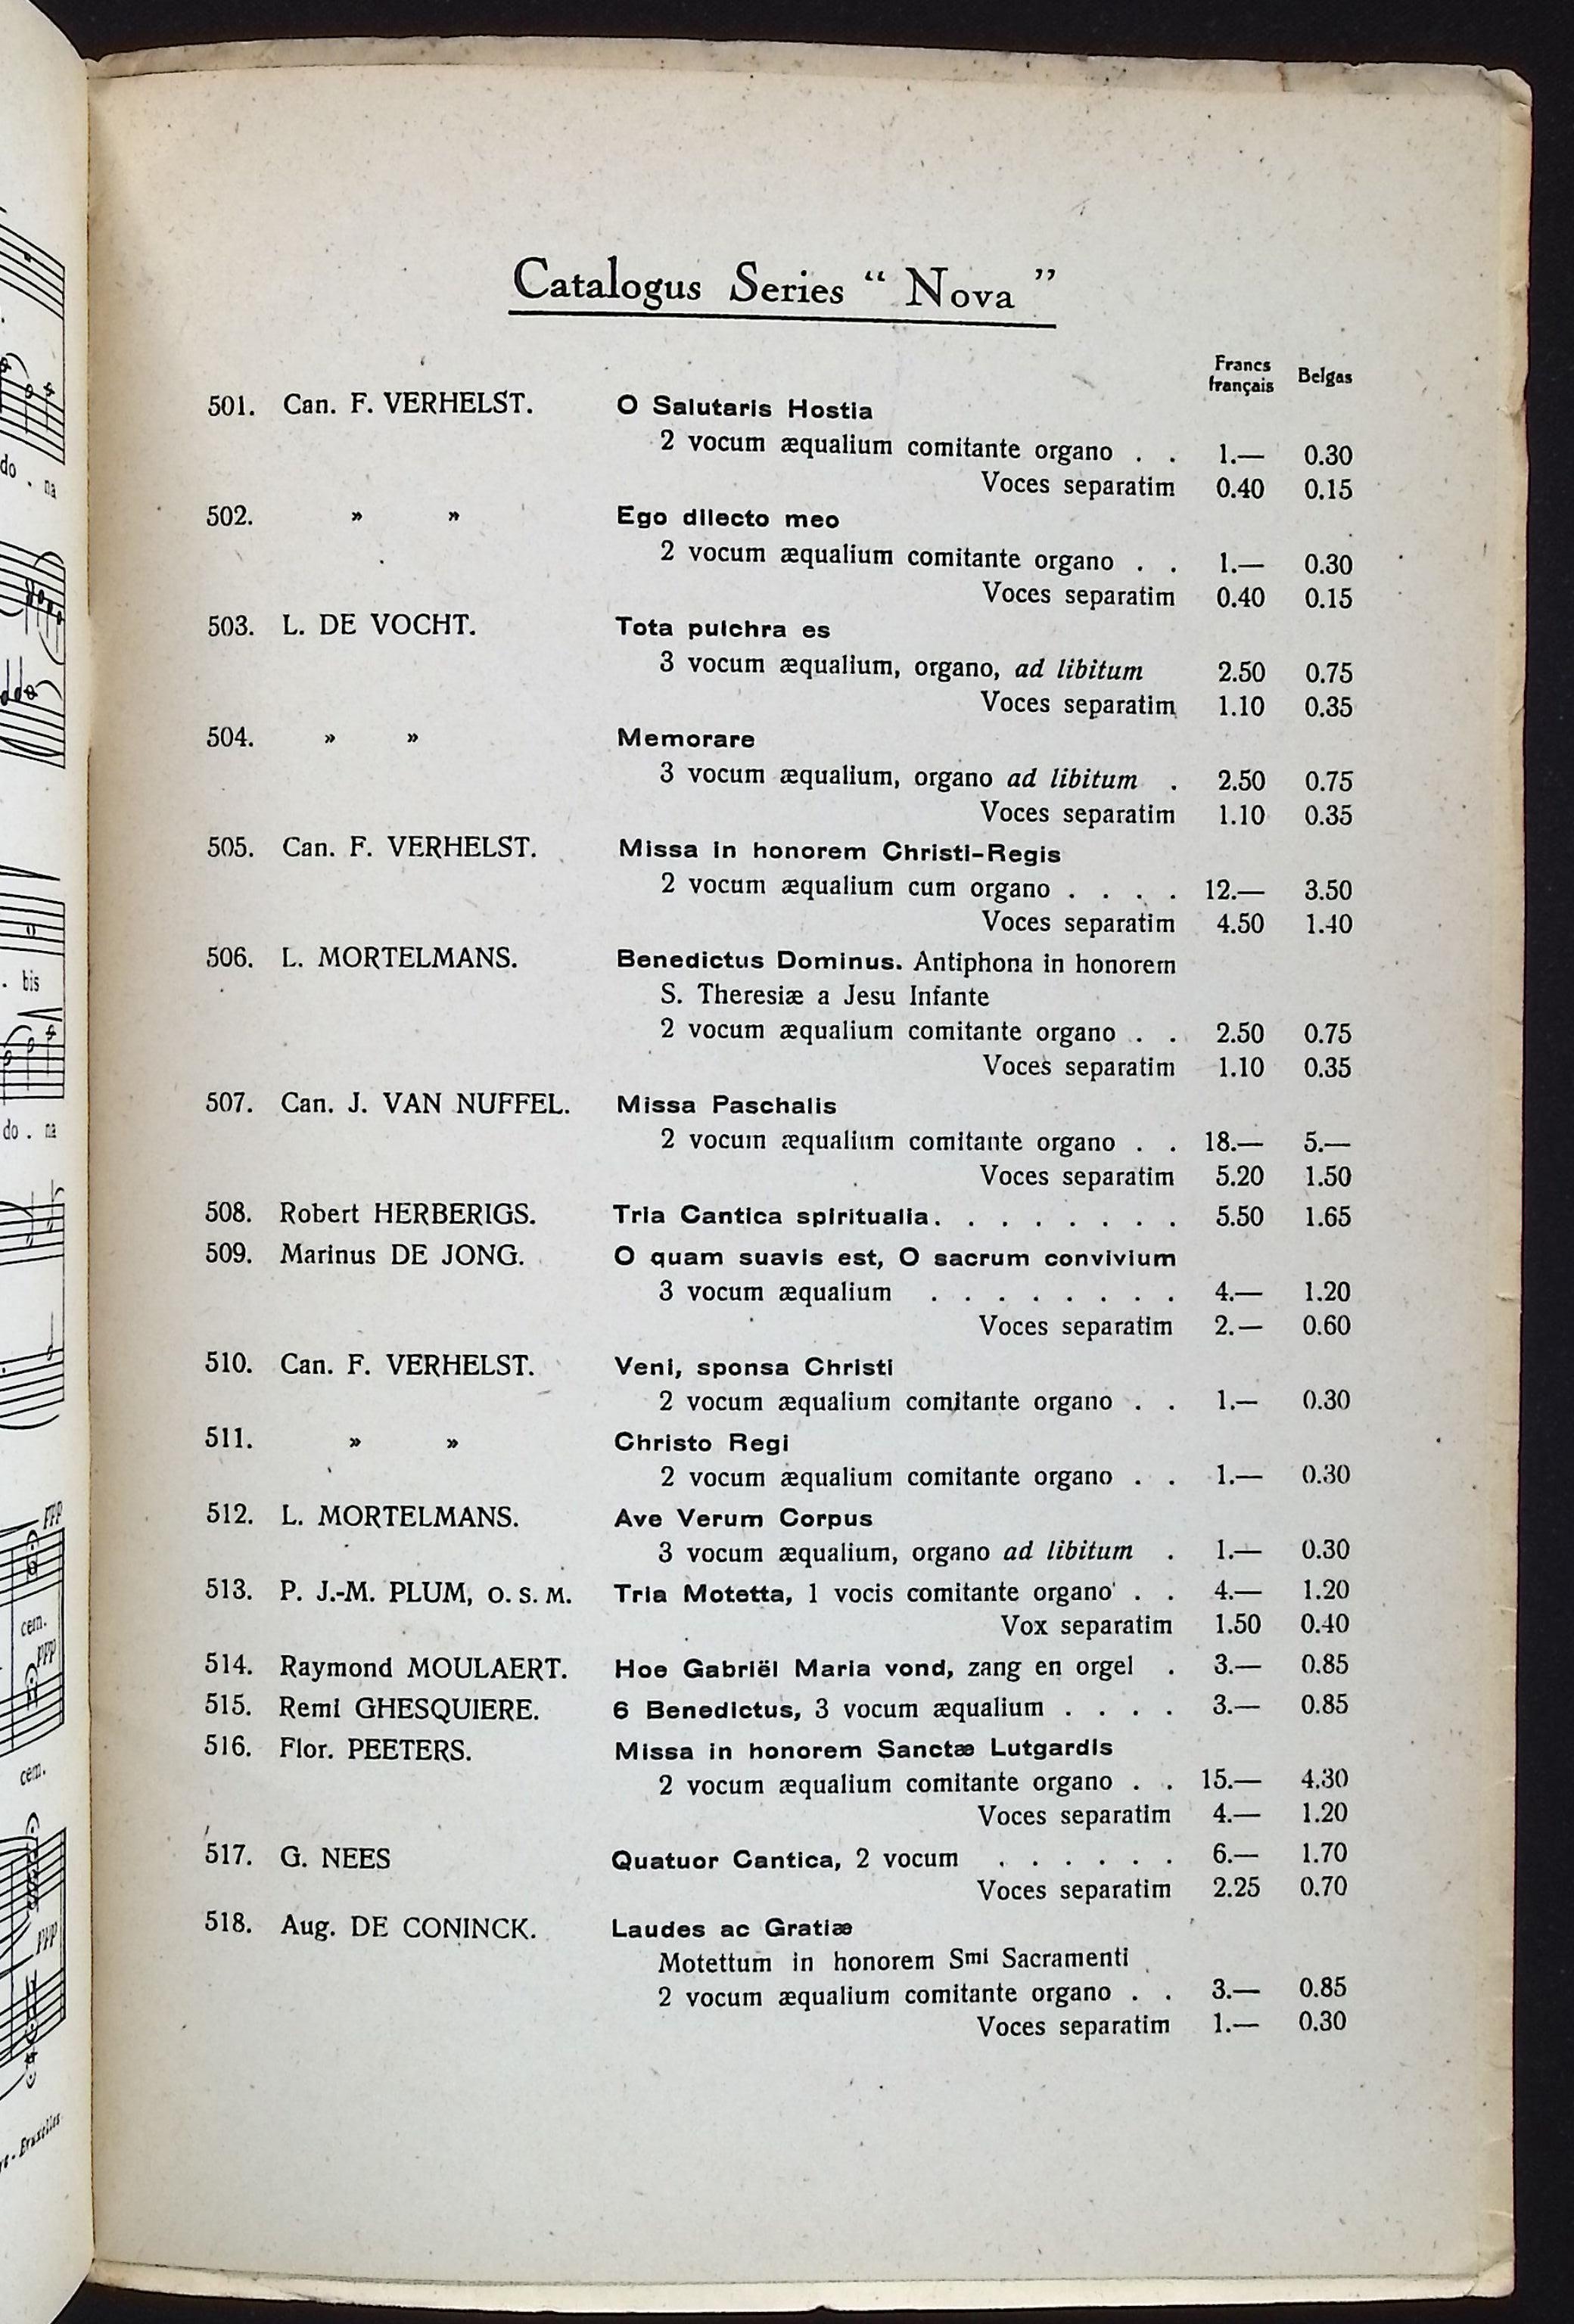 Catalogus Series “ Nova ”
Francs français Belgas
501. Can. F. VERHELST. O Salutaris Hostia
2 vocum æqualium comitante organo . . 1.— 0.30
Voces separatim 0.40 0.15
502. » » Ego dilecto meo
2 vocum æqualium comitante organo . . 1.— 0.30
Voces separatim 0.40 0.15
503. L. DE VOCHT. Tota pulchra es
3 vocum æqualium, organo, ad libitum 2.50 0.75
Voces separatim 1.10 0.35
504. » » Memorare
3 vocum æqualium, organo ad libitum . 2.50 0.75
Voces separatim 1.10 0.35
505. Can. F. VERHELST. Missa in honorem Christi-Regis
2 vocum æqualium cum organo . . . . 12.— 3.50
Voces separatim 4.50 1.40
506. L. MORTELMANS. Benedictus Dominus. Antiphona in honorem
S. Theresiæ a Jesu Infante
2 vocum æqualium comitante organo . . 2.50 0.75
Voces separatim 1.10 0.35
507. Can. J. VAN NUFFEL. Missa Paschalis
2 vocum æqualium comitante organo . . 18.— 5.—
Voces separatim 5.20 1.50
508. Robert HERBERIGS. Tria Cantica spiritualia. . . . . . . . 5.50 1.65
509. Marinus DE JONG. O quam suavis est, O sacrum convivium
3 vocum æqualium . . . . . . . . 4.— 1.20
Voces separatim 2.— 0.60
510. Can. F. VERHELST. Veni, sponsa Christi
2 vocum æqualium comitante organo . . 1.— 0.30
511. » » Christo Regi
2 vocum æqualium comitante organo . . 1.— 0.30
512. L. MORTELMANS. Ave Verum Corpus
3 vocum æqualium, organo ad libitum . 1.— 0.30
513. P. J.-M. PLUM, O. S. M. Tria Motetta, 1 vocis comitante organo . . 4.— 1.20
Vox separatim 1.50 0.40
514. Raymond MOULAERT. Hoe Gabriël Maria vond, zang en orgel . 3.— 0.85
515. Remi GHESQUIERE. 6 Benedictus, 3 vocum æqualium . . . . 3.— 0.85
516. Flor. PEETERS. Missa in honorem Sanctæ Lutgardis
2 vocum æqualium comitante organo . . 15.— 4.30
Voces separatim 4.— 1.20
517. G. NEES Quatuor Cantica, 2 vocum . . . . . . 6.— 1.70
Voces separatim 2.25 0.70
518. Aug. DE CONINCK. Laudes ac Gratiæ
Motettum in honorem Smi Sacramenti
2 vocum æqualium comitante organo . . 3.— 0.85
Voces separatim 1.— 0.30
do . na
. bis
do . na
ppp
cem.
ppp
cem.
ppp
Bruxelles